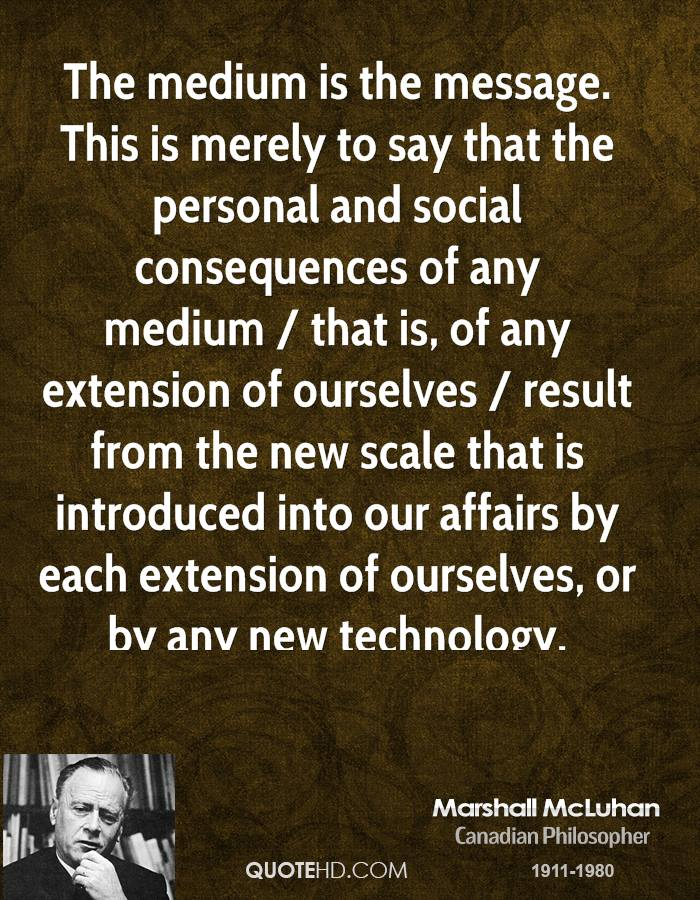 The medium is the message.
This is merely to say that the
personal and social
consequences of any
medium / that is, of any
extension of ourselves / result
from the new scale that is
introduced into our affairs by
each extension of ourselves, or
by any new technology.
Marshall McLuhan
Canadian Philosopher
QUOTEHD.COM
1911-1980